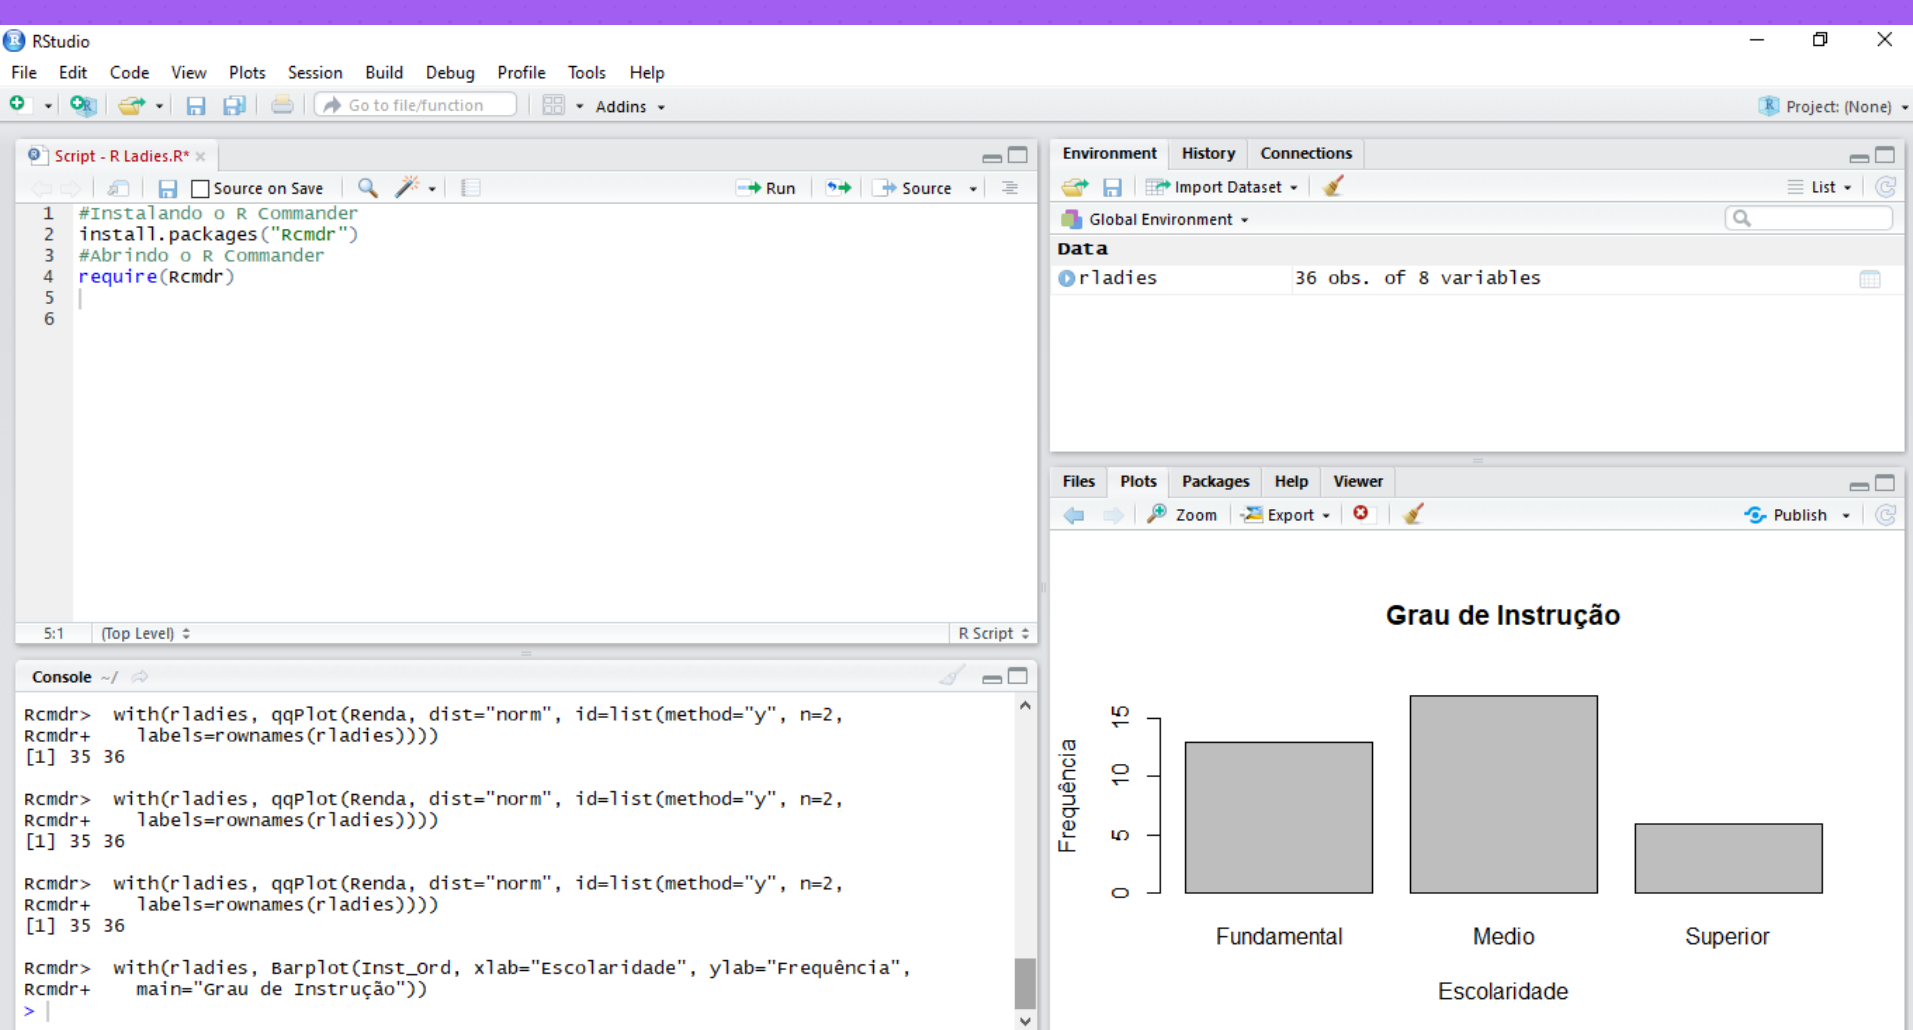 RStudio
File Edit Code View Plots Session Build Debug Profile Tools Help
Go to file/function Addins Project: (None)
Script - R Ladies.R*
Source on Save Run Source
1 #Instalando o R Commander
2 install.packages("Rcmdr")
3 #Abrindo o R Commander
4 require(Rcmdr)
5
6
5:1 (Top Level) R Script
Console ~/
Rcmdr> with(rladies, qqPlot(Renda, dist="norm", id=list(method="y", n=2,
Rcmdr+ labels=rownames(rladies))))
[1] 35 36
Rcmdr> with(rladies, qqPlot(Renda, dist="norm", id=list(method="y", n=2,
Rcmdr+ labels=rownames(rladies))))
[1] 35 36
Rcmdr> with(rladies, qqPlot(Renda, dist="norm", id=list(method="y", n=2,
Rcmdr+ labels=rownames(rladies))))
[1] 35 36
Rcmdr> with(rladies, Barplot(Inst_Ord, xlab="Escolaridade", ylab="Frequência",
Rcmdr+ main="Grau de Instrução"))
>
Environment History Connections
Import Dataset List
Global Environment
Data
rladies 36 obs. of 8 variables
Files Plots Packages Help Viewer
Zoom Export Publish
Grau de Instrução
Frequência
15
10
5
0
Fundamental Medio Superior
Escolaridade